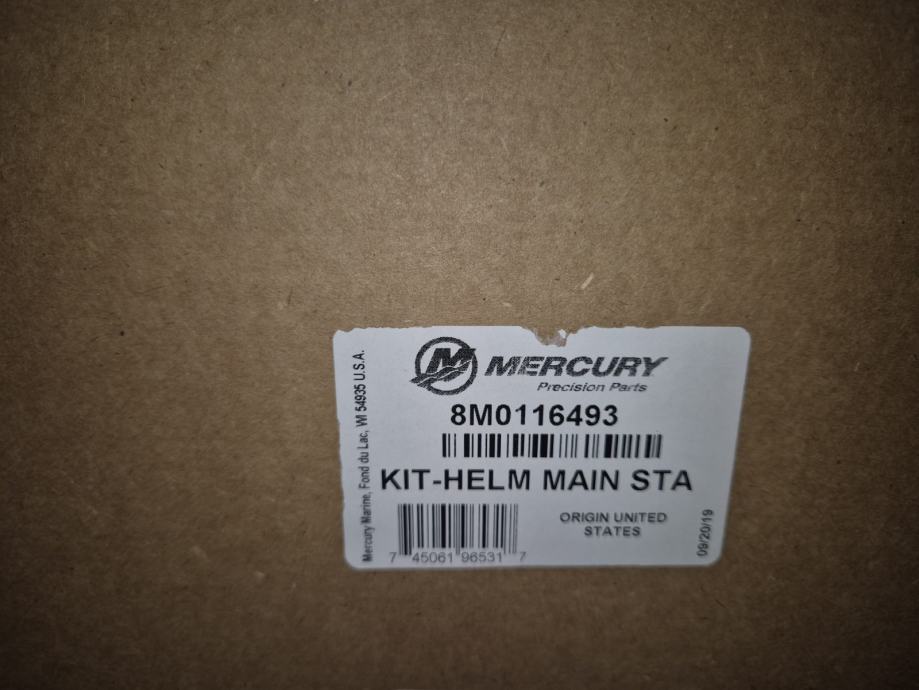 MERCURY
Precision Parts
8M0116493
KIT-HELM MAIN STA
ORIGIN UNITED
STATES
7 45061 96531 7
Mercury Marine, Fond du Lac, WI 54935 U.S.A.
09/20/19